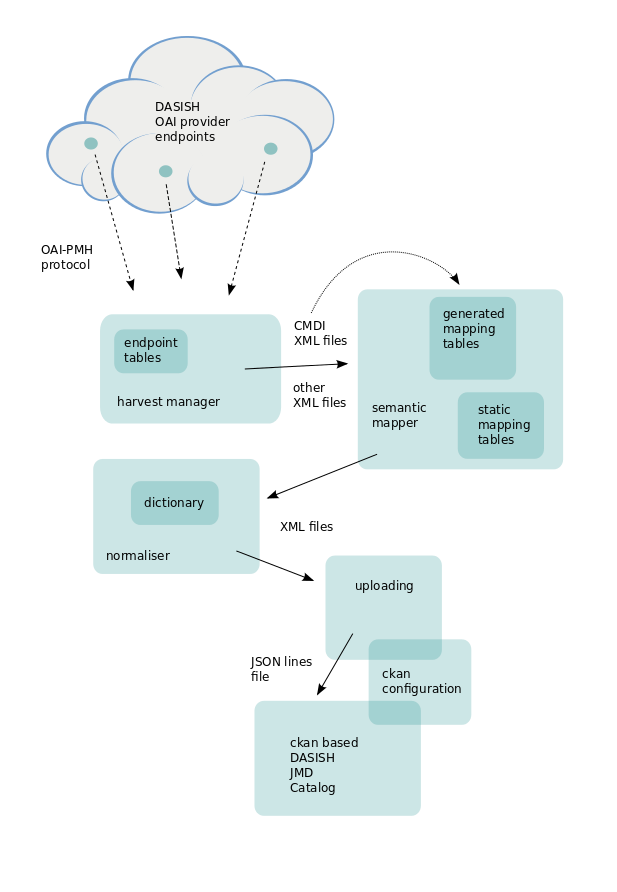 DASISH
OAI provider
endpoints
OAI-PMH
protocol
endpoint
tables
harvest manager
CMDI
XML files
other
XML files
generated
mapping
tables
semantic
mapper
static
mapping
tables
dictionary
normaliser
XML files
uploading
JSON lines
file
ckan
configuration
ckan based
DASISH
JMD
Catalog